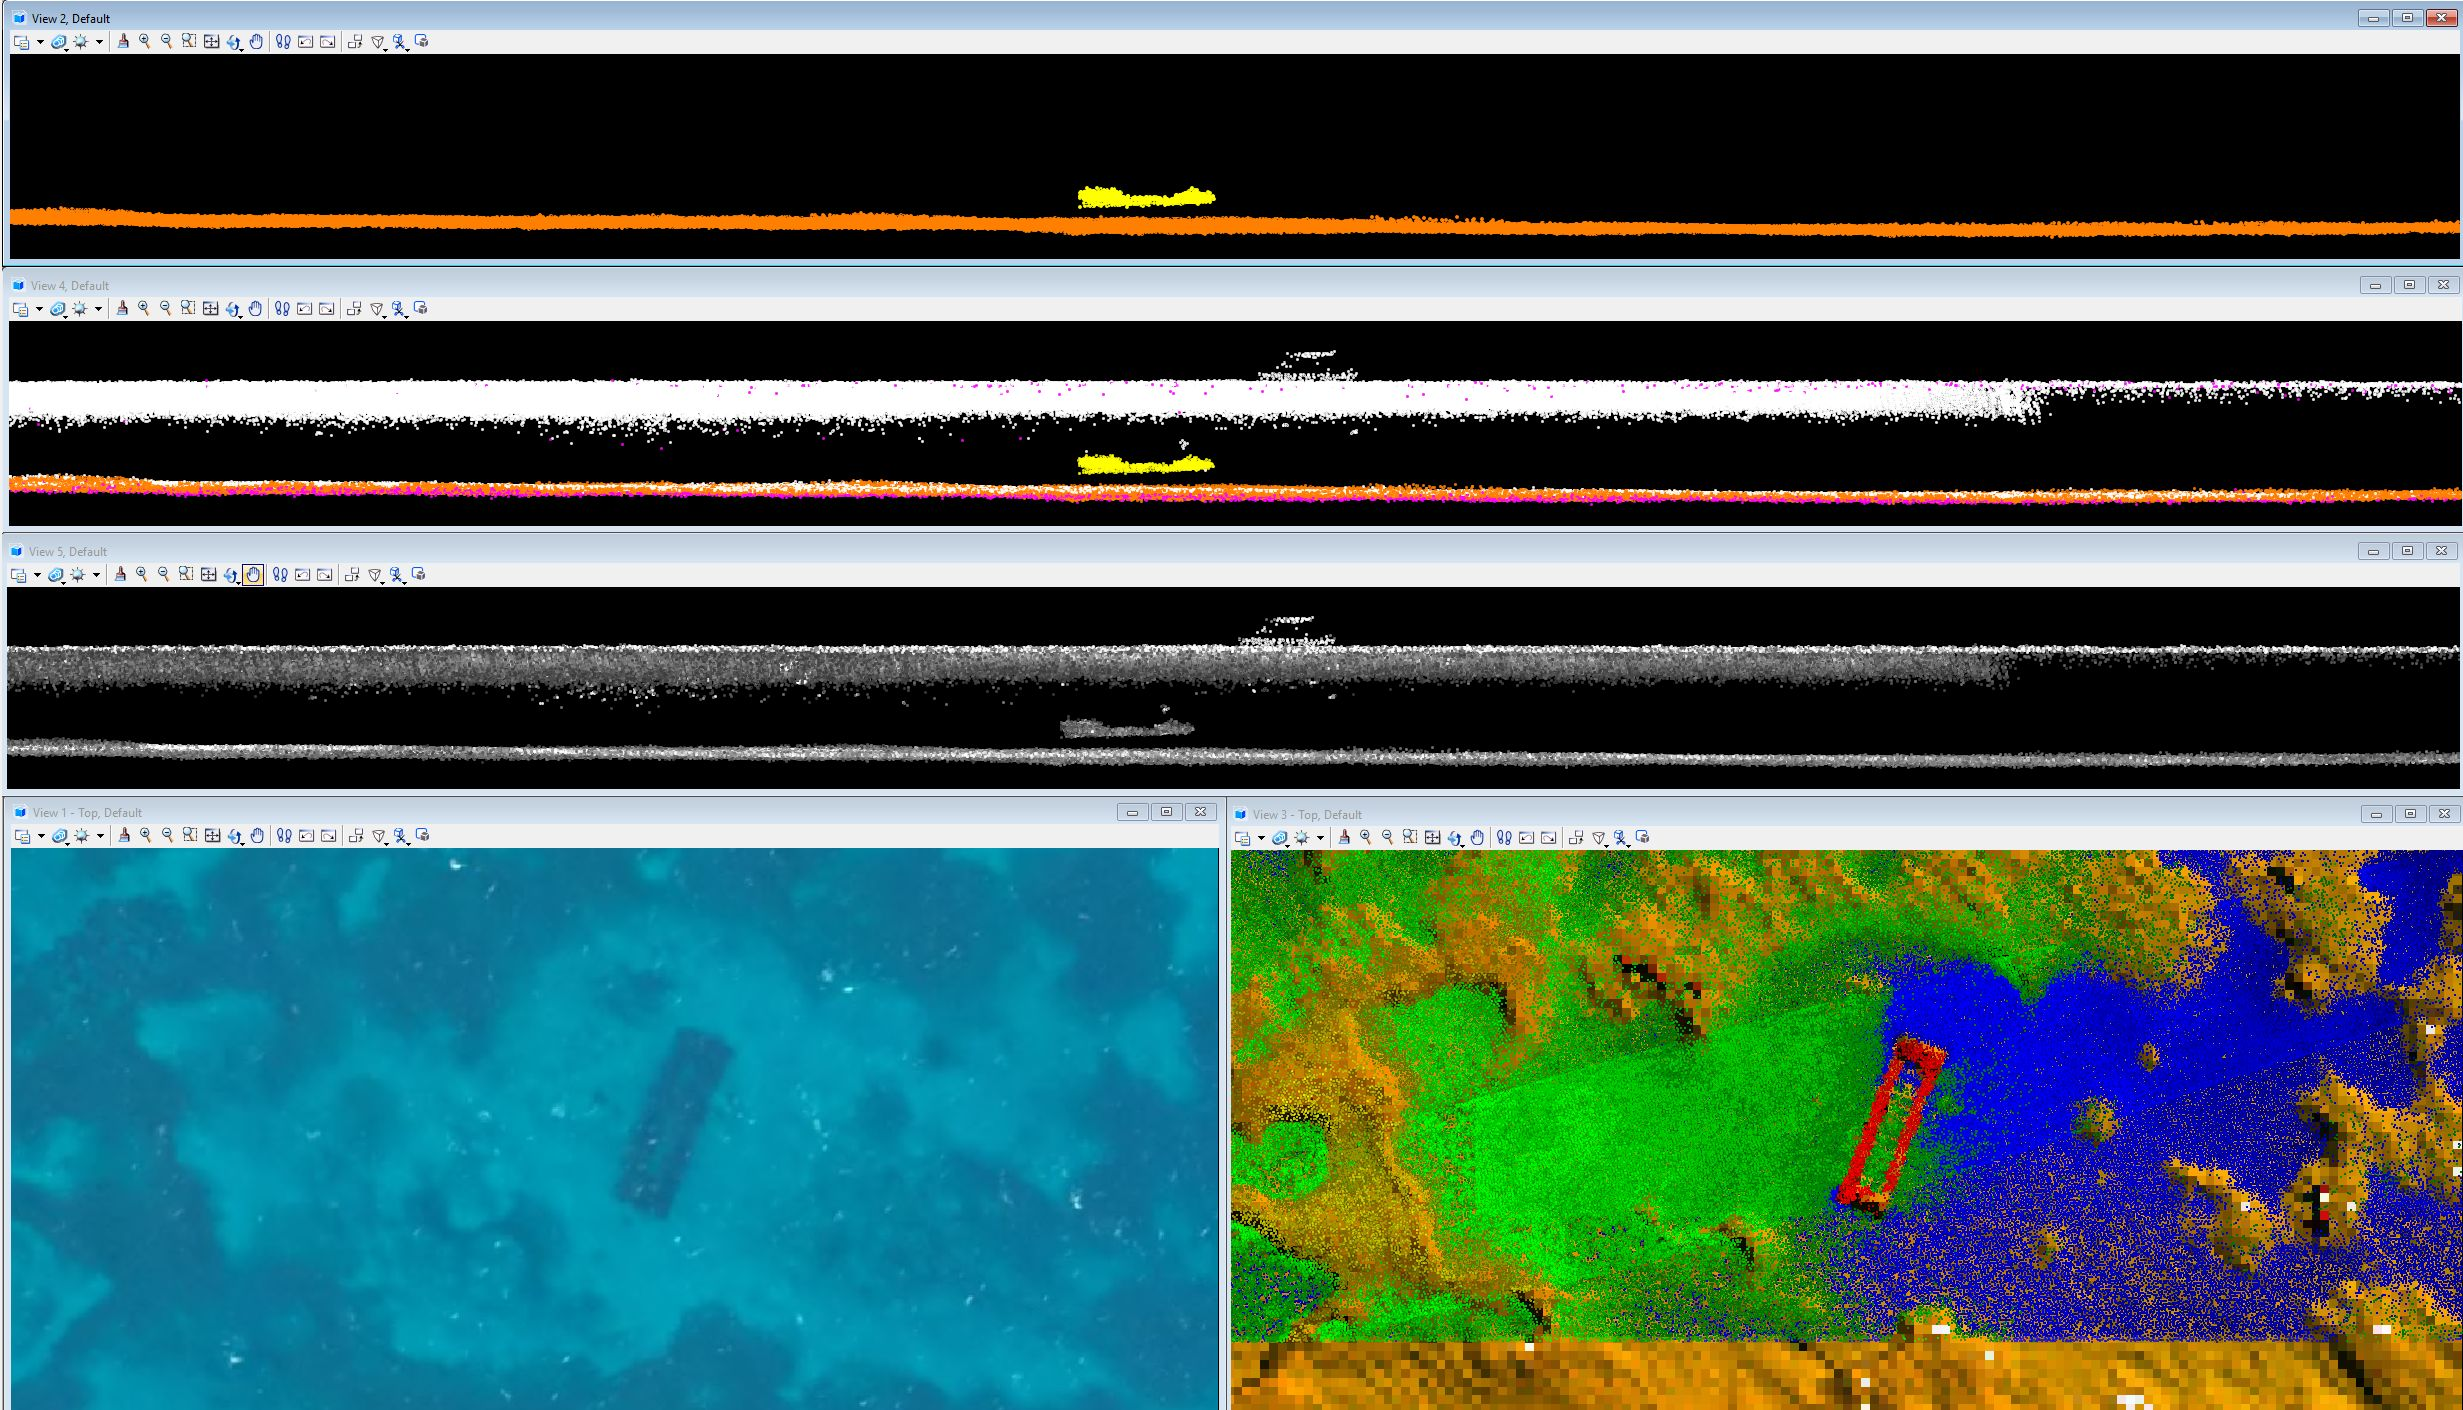 View 2, Default
View 4, Default
View 5, Default
View 1 - Top, Default
View 3 - Top, Default